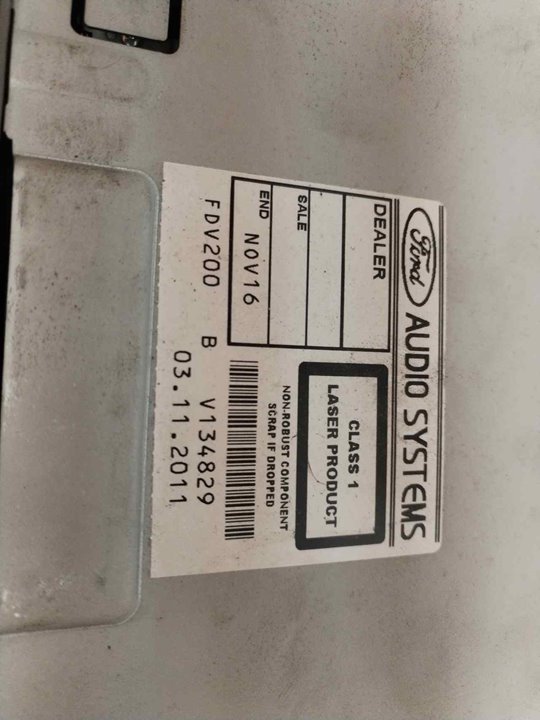 Ford AUDIO SYSTEMS
DEALER
SALE
END NOV16
CLASS 1
LASER PRODUCT
NON-ROBUST COMPONENT
SCRAP IF DROPPED
FDV200 B V134829
03.11.2011